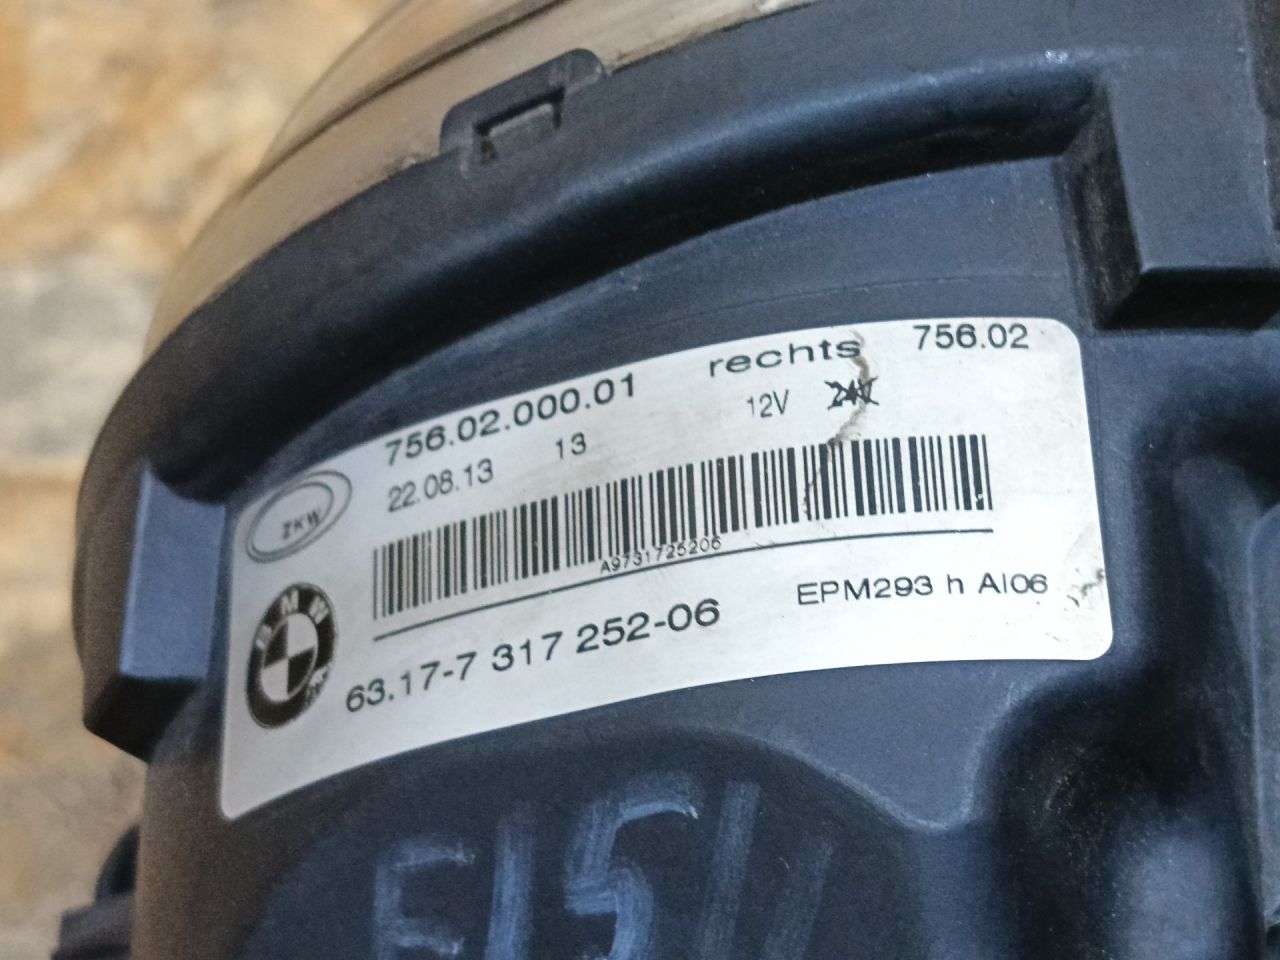 756.02.000.01 rechts 756.02
22.08.13 13 12V 24V
ZKW
A9731725206
BMW
63.17-7 317 252-06 EPM293 h AI06